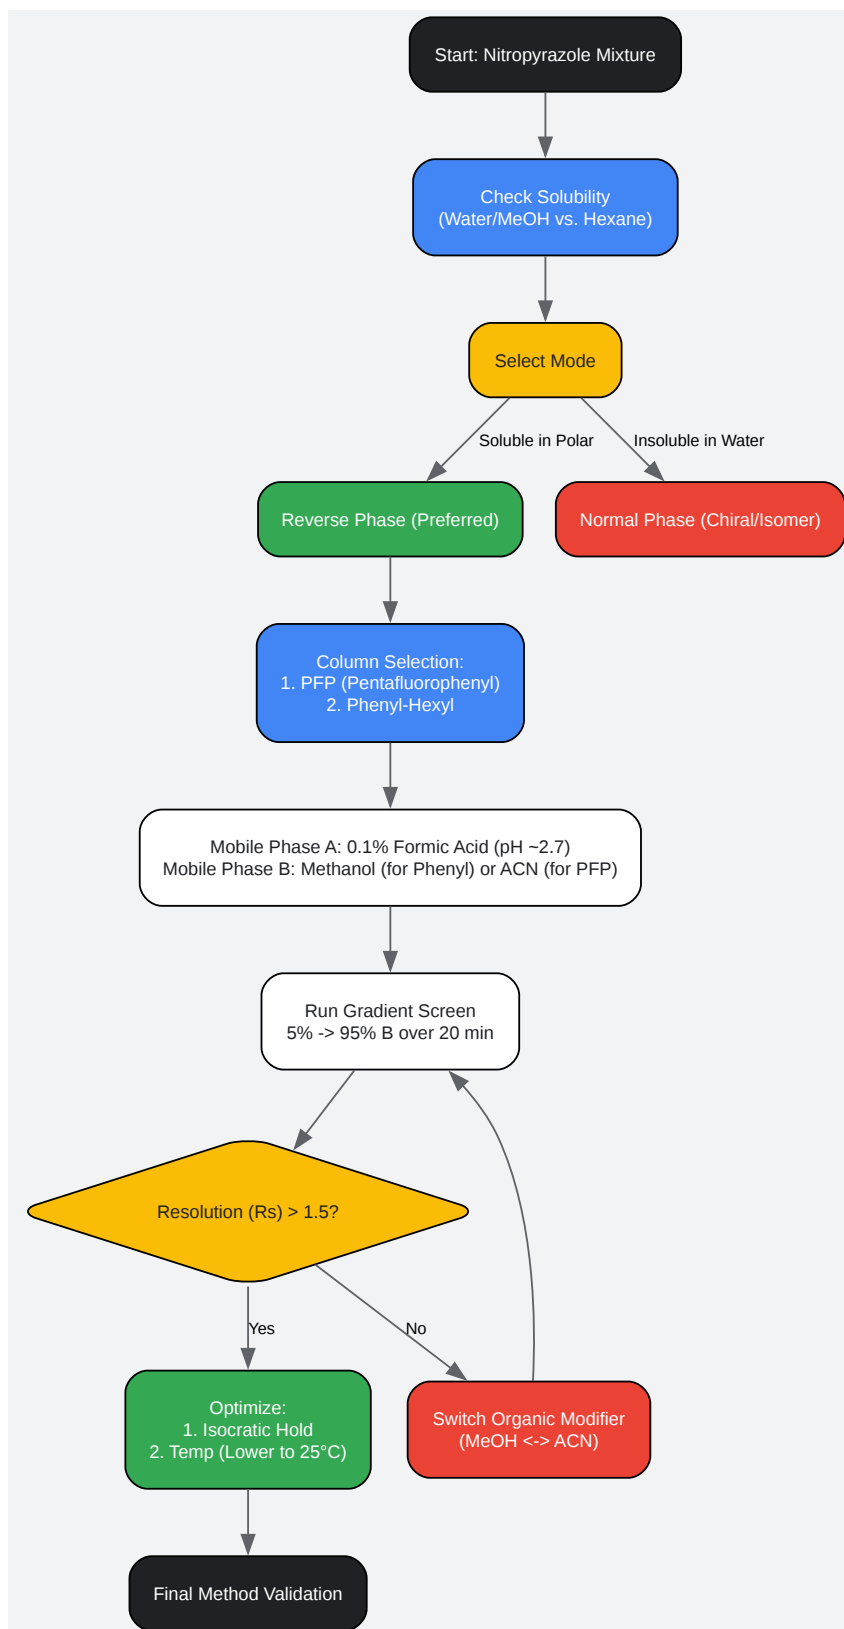 Start: Nitropyrazole Mixture
Check Solubility
(Water/MeOH vs. Hexane)
Select Mode
Soluble in Polar
Insoluble in Water
Reverse Phase (Preferred)
Normal Phase (Chiral/Isomer)
Column Selection:
1. PFP (Pentafluorophenyl)
2. Phenyl-Hexyl
Mobile Phase A: 0.1% Formic Acid (pH ~2.7)
Mobile Phase B: Methanol (for Phenyl) or ACN (for PFP)
Run Gradient Screen
5% -> 95% B over 20 min
Resolution (Rs) > 1.5?
Yes
No
Optimize:
1. Isocratic Hold
2. Temp (Lower to 25°C)
Switch Organic Modifier
(MeOH <-> ACN)
Final Method Validation